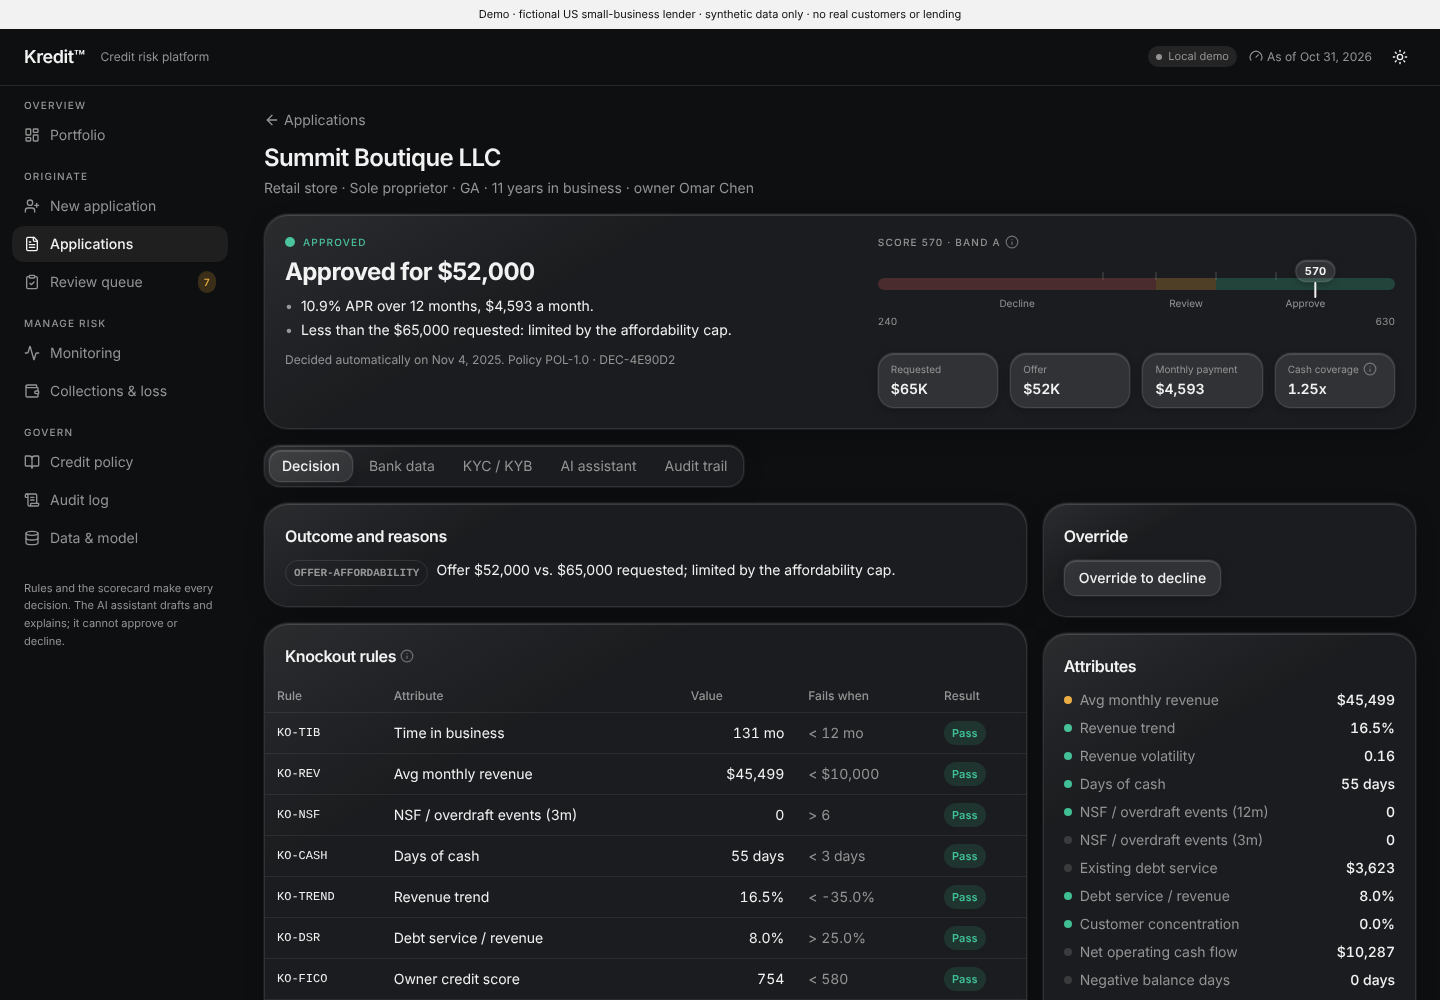 Demo · fictional US small-business lender · synthetic data only · no real customers or lending
Kredit™ Credit risk platform
Local demo
As of Oct 31, 2026
OVERVIEW
Portfolio
ORIGINATE
New application
Applications
Review queue 7
MANAGE RISK
Monitoring
Collections & loss
GOVERN
Credit policy
Audit log
Data & model
Rules and the scorecard make every
decision. The AI assistant drafts and
explains; it cannot approve or
decline.
Applications
Summit Boutique LLC
Retail store · Sole proprietor · GA · 11 years in business · owner Omar Chen
APPROVED
Approved for $52,000
• 10.9% APR over 12 months, $4,593 a month.
• Less than the $65,000 requested: limited by the affordability cap.
Decided automatically on Nov 4, 2025. Policy POL-1.0 · DEC-4E90D2
SCORE 570 · BAND A
570
Decline Review Approve
240 630
Requested
$65K
Offer
$52K
Monthly payment
$4,593
Cash coverage
1.25x
Decision Bank data KYC / KYB AI assistant Audit trail
Outcome and reasons
OFFER-AFFORDABILITY Offer $52,000 vs. $65,000 requested; limited by the affordability cap.
Knockout rules
Rule Attribute Value Fails when Result
KO-TIB Time in business 131 mo < 12 mo Pass
KO-REV Avg monthly revenue $45,499 < $10,000 Pass
KO-NSF NSF / overdraft events (3m) 0 > 6 Pass
KO-CASH Days of cash 55 days < 3 days Pass
KO-TREND Revenue trend 16.5% < -35.0% Pass
KO-DSR Debt service / revenue 8.0% > 25.0% Pass
KO-FICO Owner credit score 754 < 580 Pass
Override
Override to decline
Attributes
Avg monthly revenue $45,499
Revenue trend 16.5%
Revenue volatility 0.16
Days of cash 55 days
NSF / overdraft events (12m) 0
NSF / overdraft events (3m) 0
Existing debt service $3,623
Debt service / revenue 8.0%
Customer concentration 0.0%
Net operating cash flow $10,287
Negative balance days 0 days